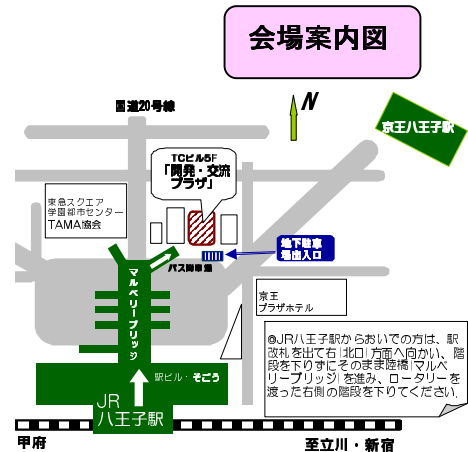 会場案内図
N
国道20号線
京王八王子駅
TCビル5F
「開発・交流
プラザ」
東急スクエア
学園都市センター
TAMA協会
地下駐車
場出入口
バス降車場
マルベリーブリッジ
京王
プラザホテル
◎JR八王子駅からおいでの方は、駅
改札を出て右「北口」方面へ向かい、階
段を下りずにそのまま陸橋「マルベ
リーブリッジ」を進み、ロータリーを
渡った右側の階段を下りてください.
駅ビル・そごう
JR
八王子駅
甲府
至立川・新宿